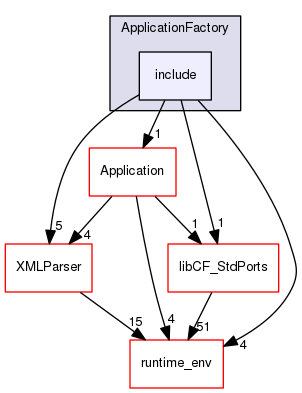 ApplicationFactory
include
1
Application
5
4
1
1
XMLParser
libCF_StdPorts
15
4
51
4
runtime_env